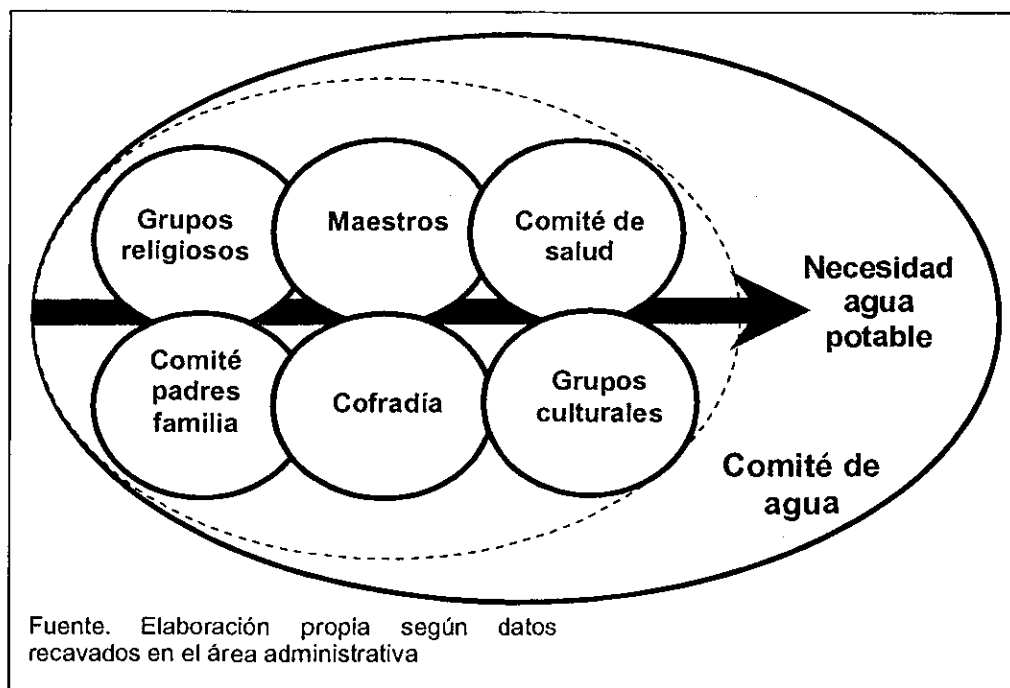 Grupos
religiosos
Maestros
Comité de
salud
Necesidad
agua
potable
Comité
padres
familia
Cofradía
Grupos
culturales
Comité de
agua
Fuente. Elaboración propia según datos
recavados en el área administrativa